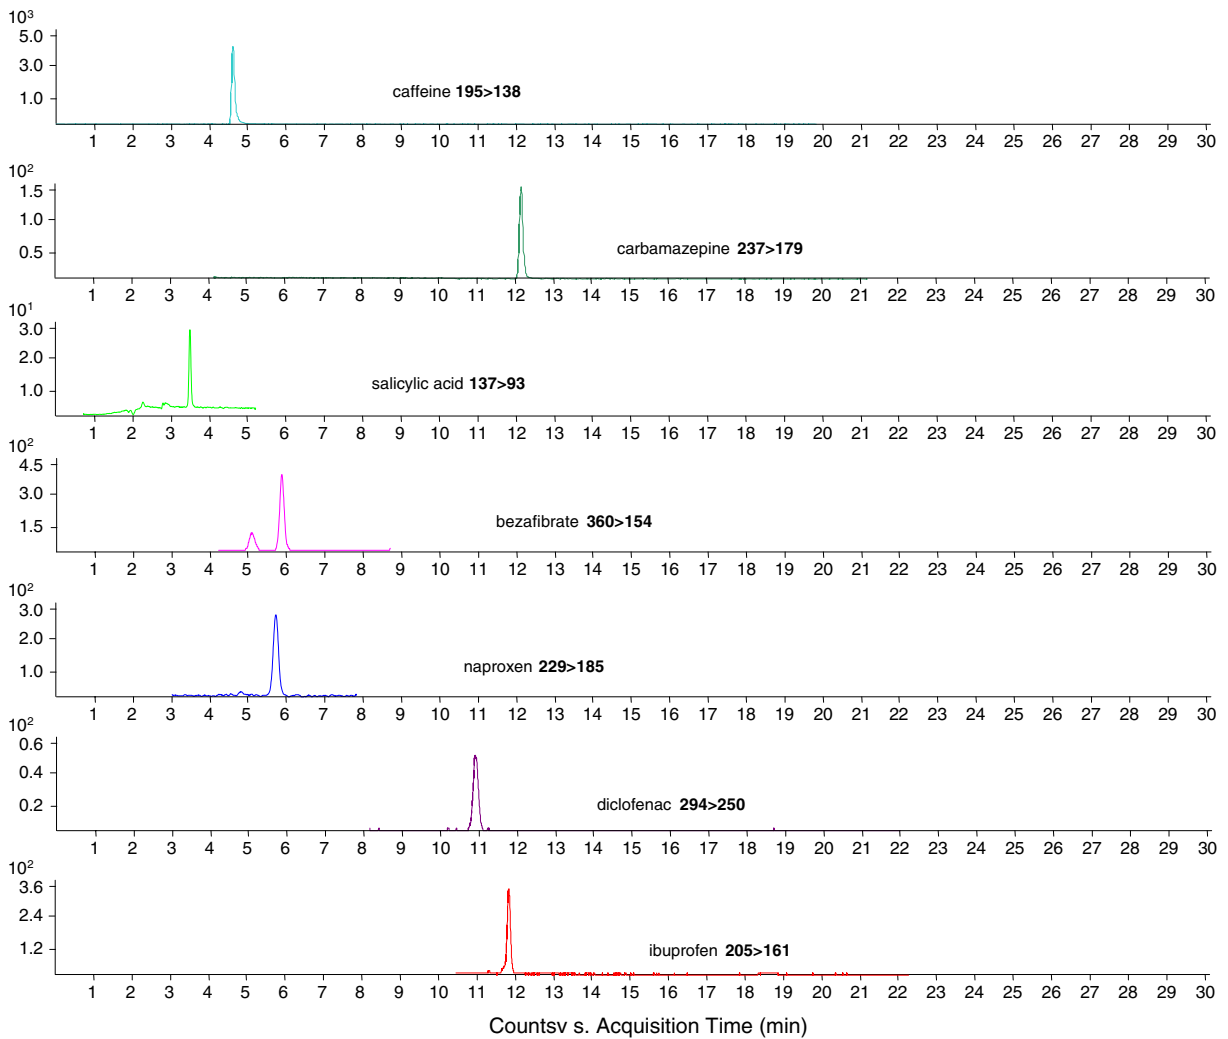 10³
5.0
3.0
1.0
caffeine 195>138
1 2 3 4 5 6 7 8 9 10 11 12 13 14 15 16 17 18 19 20 21 22 23 24 25 26 27 28 29 30
10²
1.5
1.0
0.5
carbamazepine 237>179
1 2 3 4 5 6 7 8 9 10 11 12 13 14 15 16 17 18 19 20 21 22 23 24 25 26 27 28 29 30
10¹
3.0
2.0
1.0
salicylic acid 137>93
1 2 3 4 5 6 7 8 9 10 11 12 13 14 15 16 17 18 19 20 21 22 23 24 25 26 27 28 29 30
10²
4.5
3.0
1.5
bezafibrate 360>154
1 2 3 4 5 6 7 8 9 10 11 12 13 14 15 16 17 18 19 20 21 22 23 24 25 26 27 28 29 30
10²
3.0
2.0
1.0
naproxen 229>185
1 2 3 4 5 6 7 8 9 10 11 12 13 14 15 16 17 18 19 20 21 22 23 24 25 26 27 28 29 30
10²
0.6
0.4
0.2
diclofenac 294>250
1 2 3 4 5 6 7 8 9 10 11 12 13 14 15 16 17 18 19 20 21 22 23 24 25 26 27 28 29 30
10²
3.6
2.4
1.2
ibuprofen 205>161
1 2 3 4 5 6 7 8 9 10 11 12 13 14 15 16 17 18 19 20 21 22 23 24 25 26 27 28 29 30
Countsv s. Acquisition Time (min)